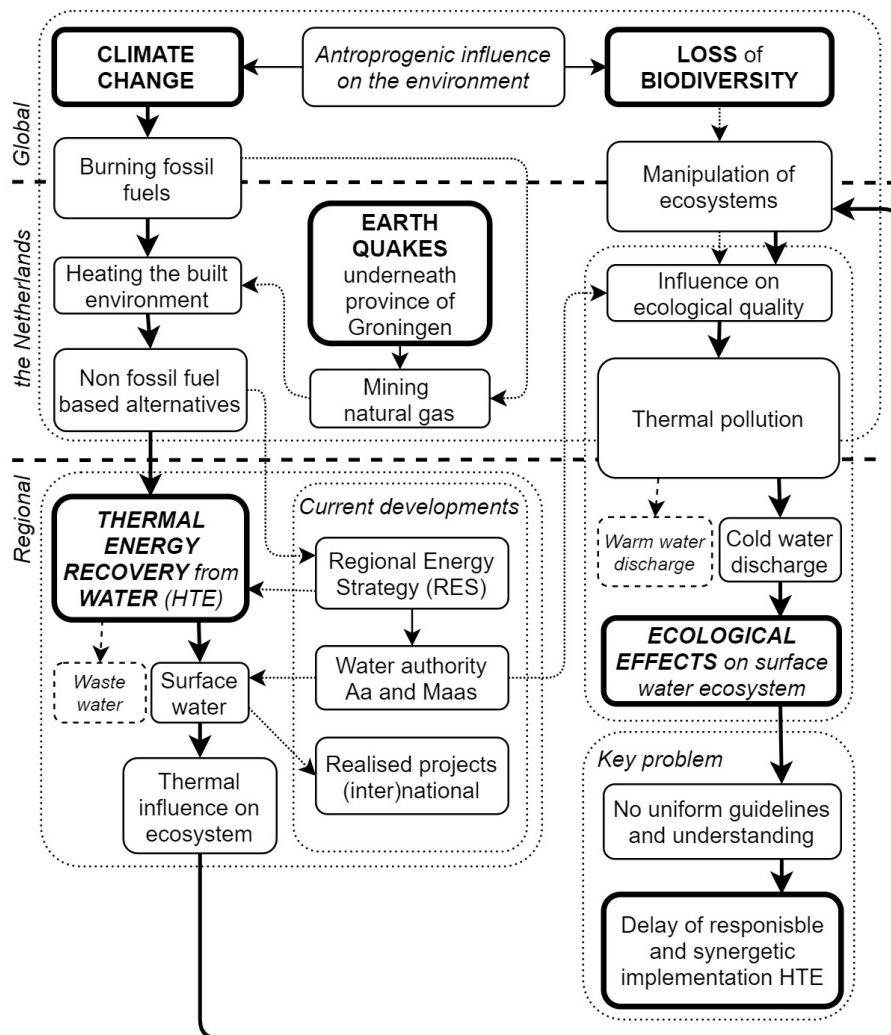 CLIMATE
CHANGE
Antroprogenic influence
on the environment
LOSS of
BIODIVERSITY
Global
Burning fossil
fuels
Manipulation of
ecosystems
the Netherlands
EARTH
QUAKES
underneath
province of
Groningen
Heating the built
environment
Influence on
ecological quality
Non fossil fuel
based alternatives
Mining
natural gas
Thermal pollution
Regional
THERMAL
ENERGY
RECOVERY from
WATER (HTE)
Current developments
Regional Energy
Strategy (RES)
Warm water
discharge
Cold water
discharge
Waste
water
Surface
water
Water authority
Aa and Maas
ECOLOGICAL
EFFECTS on surface
water ecosystem
Thermal
influence on
ecosystem
Realised projects
(inter)national
Key problem
No uniform guidelines
and understanding
Delay of responisble
and synergetic
implementation HTE